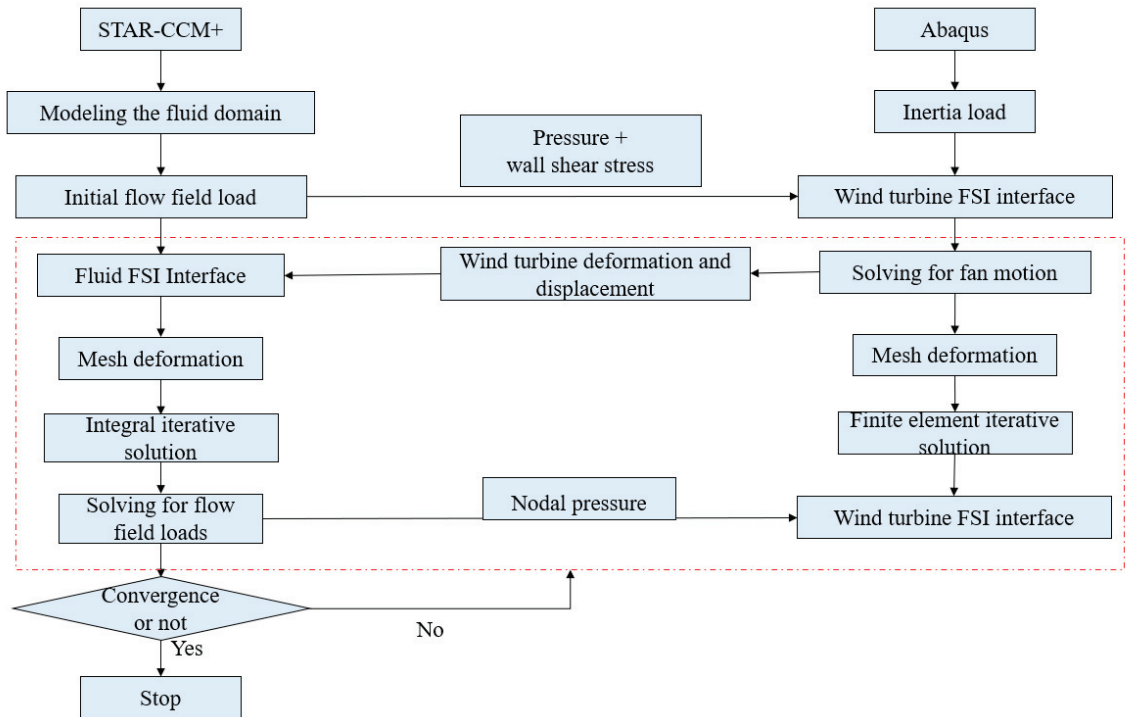 STAR-CCM+
Abaqus
Modeling the fluid domain
Inertia load
Pressure +
wall shear stress
Initial flow field load
Wind turbine FSI interface
Fluid FSI Interface
Wind turbine deformation and
displacement
Solving for fan motion
Mesh deformation
Mesh deformation
Integral iterative
solution
Finite element iterative
solution
Solving for flow
field loads
Nodal pressure
Wind turbine FSI interface
Convergence
or not
No
Yes
Stop